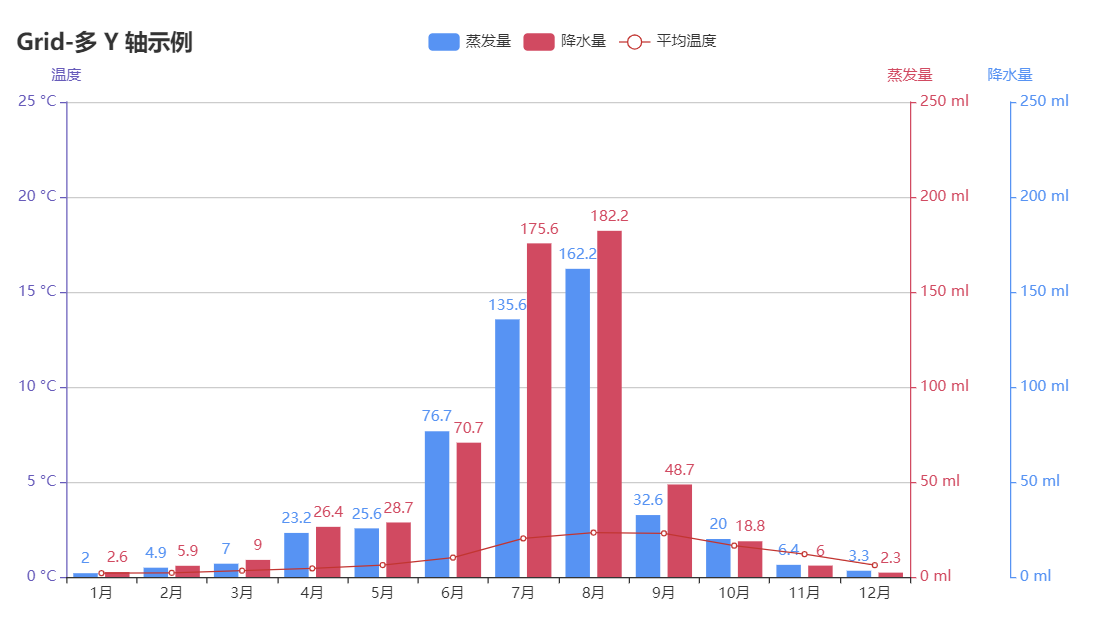 Grid-多 Y 轴示例
蒸发量 降水量 平均温度
温度 蒸发量 降水量
25 °C 250 ml 250 ml
20 °C 200 ml 200 ml
15 °C 150 ml 150 ml
10 °C 100 ml 100 ml
5 °C 50 ml 50 ml
0 °C 0 ml 0 ml
2 4.9 7 23.2 25.6 76.7 135.6 162.2 32.6 20 6.4 3.3
2.6 5.9 9 26.4 28.7 70.7 175.6 182.2 48.7 18.8 6 2.3
1月 2月 3月 4月 5月 6月 7月 8月 9月 10月 11月 12月